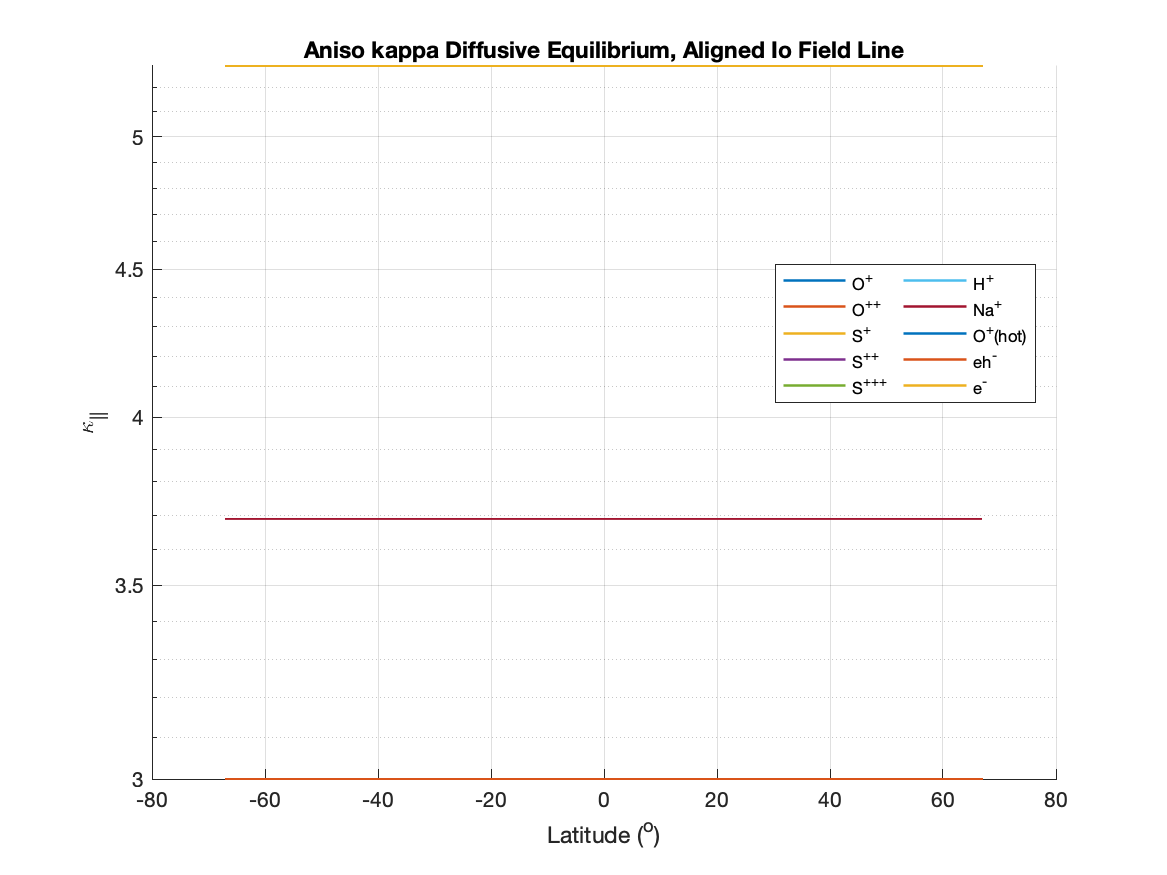 Aniso kappa Diffusive Equilibrium, Aligned Io Field Line
5
4.5
4
3.5
3
κ||
O+ H+
O++ Na+
S+ O+(hot)
S++ eh-
S+++ e-
-80 -60 -40 -20 0 20 40 60 80
Latitude (o)